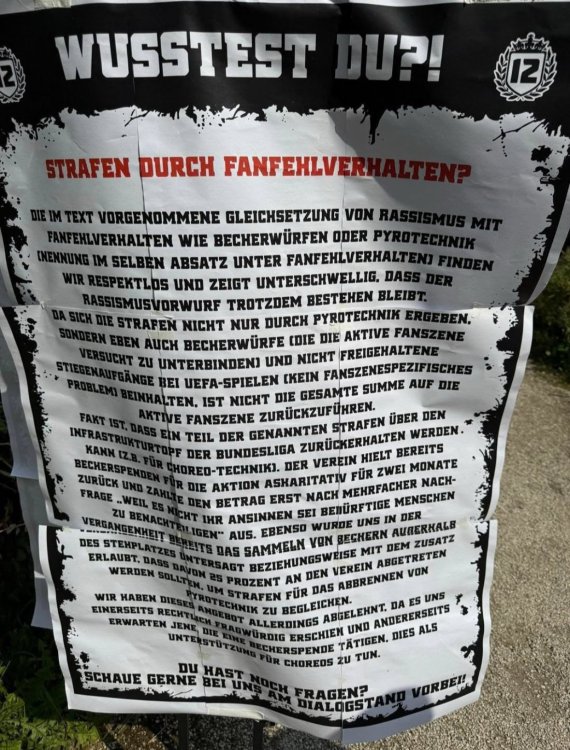 12
WUSSTEST DU?!
12
STRAFEN DURCH FANFEHLVERHALTEN?
DIE IM TEXT VORGENOMMENE GLEICHSETZUNG VON RASSISMUS MIT
FANFEHLVERHALTEN WIE BECHERWÜRFEN ODER PYROTECHNIK
(NENNUNG IM SELBEN ABSATZ UNTER FANFEHLVERHALTEN) FINDEN
WIR RESPEKTLOS UND ZEIGT UNTERSCHWELLIG, DASS DER
RASSISMUSVORWURF TROTZDEM BESTEHEN BLEIBT.
DA SICH DIE STRAFEN NICHT NUR DURCH PYROTECHNIK ERGEBEN,
SONDERN EBEN AUCH BECHERWÜRFE (DIE DIE AKTIVE FANSZENE
VERSUCHT ZU UNTERBINDEN) UND NICHT FREIGEHALTENE
STIEGENAUFGÄNGE BEI UEFA-SPIELEN (KEIN FANSZENESPEZIFISCHES
PROBLEM) BEINHALTEN, IST NICHT DIE GESAMTE SUMME AUF DIE
AKTIVE FANSZENE ZURÜCKZUFÜHREN.
FAKT IST, DASS EIN TEIL DER GENANNTEN STRAFEN ÜBER DEN
INFRASTRUKTURTOPF DER BUNDESLIGA ZURÜCKERHALTEN WERDEN
KANN (Z.B. FÜR CHOREO-TECHNIK). DER VEREIN HIELT BEREITS
BECHERSPENDEN FÜR DIE AKTION ASHARITATIV FÜR ZWEI MONATE
ZURÜCK UND ZAHLTE DEN BETRAG ERST NACH MEHRFACHER NACH-
FRAGE „WEIL ES NICHT IHR ANSINNEN SEI BEDÜRFTIGE MENSCHEN
ZU BENACHTEILIGEN" AUS. EBENSO WURDE UNS IN DER
VERGANGENHEIT BEREITS DAS SAMMELN VON BECHERN AUßERHALB
DES STEHPLATZES UNTERSAGT BEZIEHUNGSWEISE MIT DEM ZUSATZ
ERLAUBT, DASS DAVON 25 PROZENT AN DEN VEREIN ABGETRETEN
WERDEN SOLLTEN, UM STRAFEN FÜR DAS ABBRENNEN VON
PYROTECHNIK ZU BEGLEICHEN.
WIR HABEN DIESES ANGEBOT ALLERDINGS ABGELEHNT, DA ES UNS
EINERSEITS RECHTLICH FRAGWÜRDIG ERSCHIEN UND ANDERERSEITS
ERWARTEN JENE, DIE EINE BECHERSPENDE TÄTIGEN, DIES ALS
UNTERSTÜTZUNG FÜR CHOREOS ZU TUN.
DU HAST NOCH FRAGEN?
SCHAUE GERNE BEI UNS AM DIALOGSTAND VORBEI!